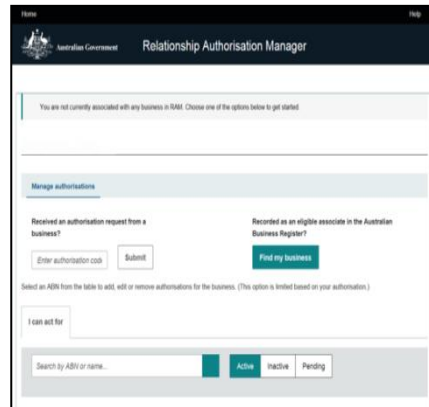 Home Help
Australian Government Relationship Authorisation Manager
You are not currently associated with any business in RAM. Choose one of the options below to get started
Manage authorisations
Received an authorisation request from a
business?
Enter authorisation code Submit
Recorded as an eligible associate in the Australian
Business Register?
Find my business
Select an ABN from the table to add, edit or remove authorisations for the business. (This option is limited based on your authorisation.)
I can act for
Search by ABN or name... Active Inactive Pending